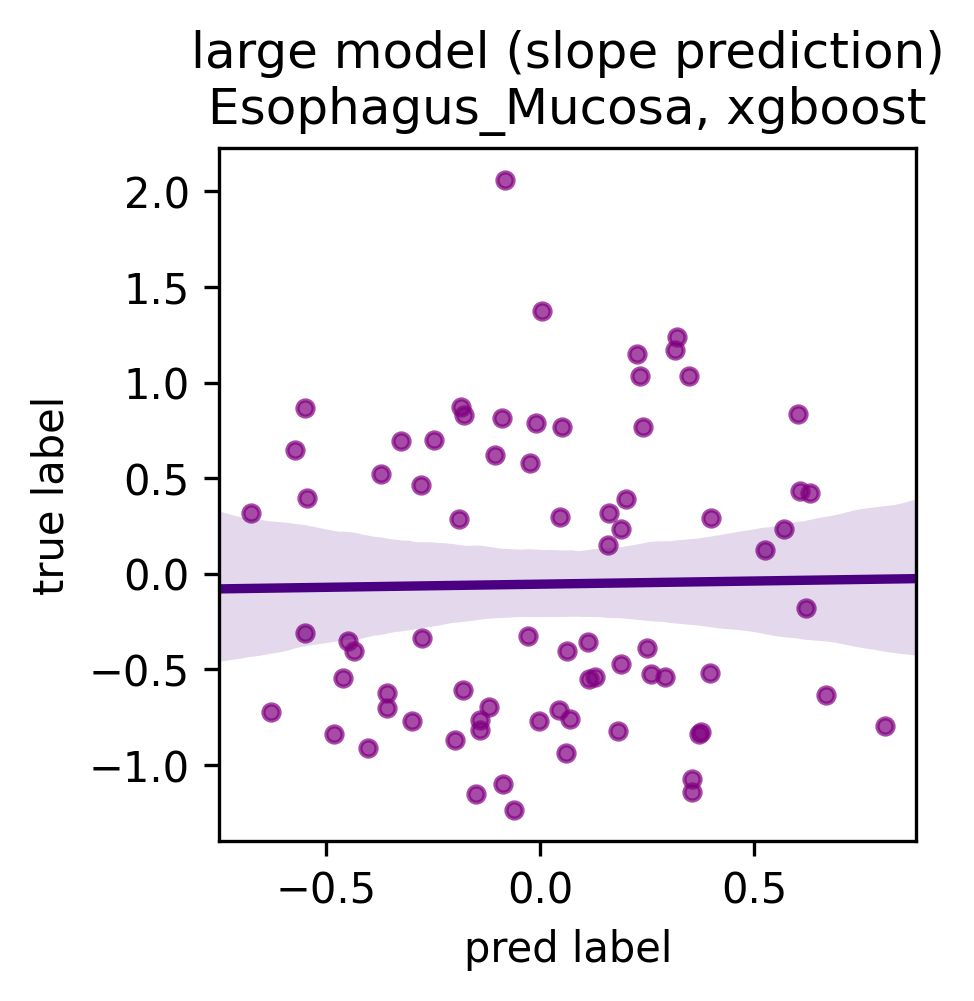 large model (slope prediction)
Esophagus_Mucosa, xgboost
2.0
1.5
1.0
0.5
0.0
−0.5
−1.0
true label
−0.5
0.0
0.5
pred label